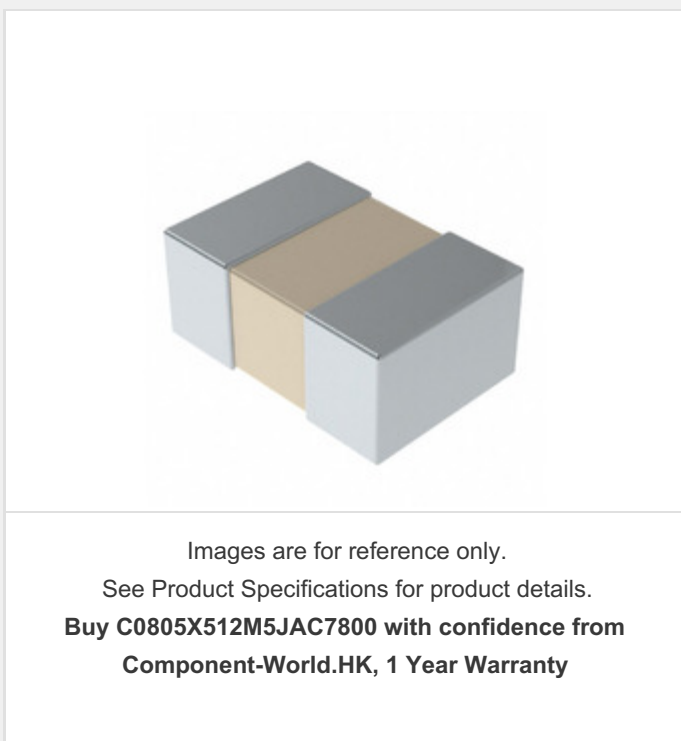 Images are for reference only.
See Product Specifications for product details.
Buy C0805X512M5JAC7800 with confidence from
Component-World.HK, 1 Year Warranty